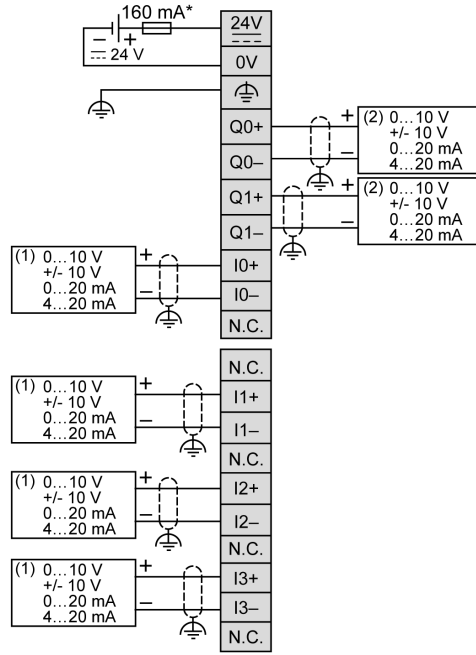 160 mA*
– +
24 V
24V
0V
Q0+
Q0–
Q1+
Q1–
I0+
I0–
N.C.
+ (2) 0...10 V
+/- 10 V
0...20 mA
– 4...20 mA
+ (2) 0...10 V
+/- 10 V
0...20 mA
– 4...20 mA
(1) 0...10 V +
+/- 10 V
0...20 mA –
4...20 mA
N.C.
I1+
I1–
N.C.
I2+
I2–
N.C.
I3+
I3–
N.C.
(1) 0...10 V +
+/- 10 V
0...20 mA –
4...20 mA
(1) 0...10 V +
+/- 10 V
0...20 mA –
4...20 mA
(1) 0...10 V +
+/- 10 V
0...20 mA –
4...20 mA